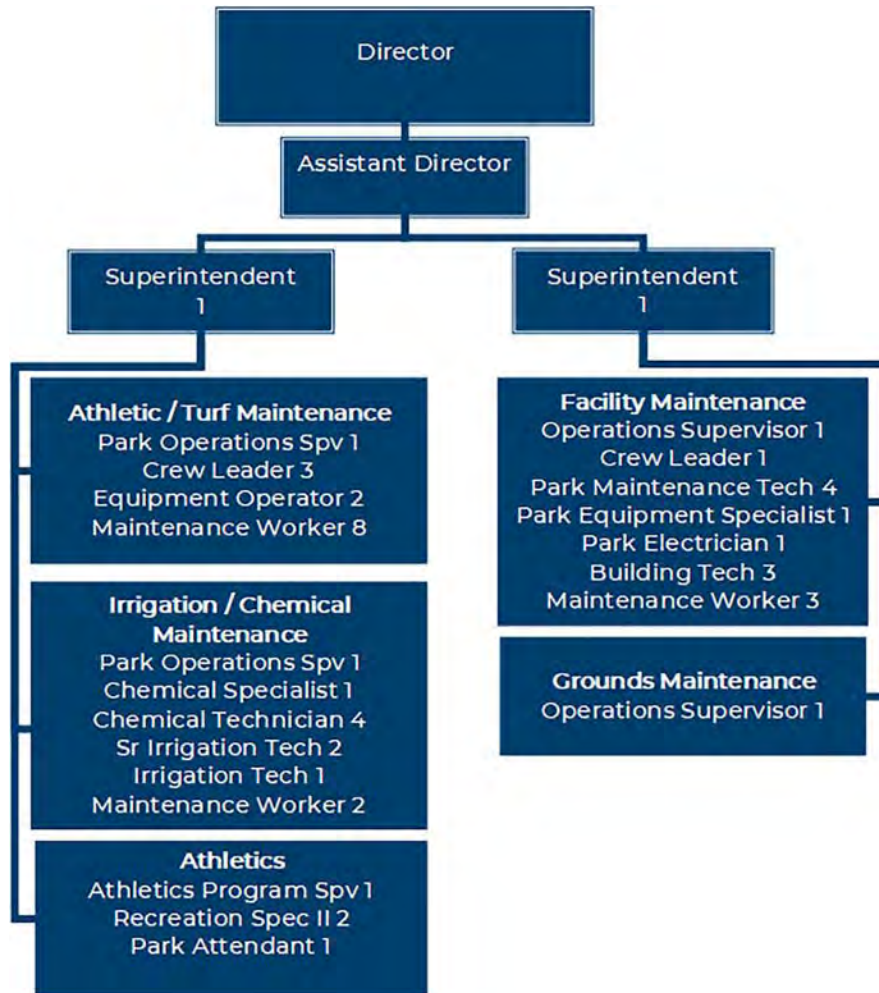 Director
Assistant Director
Superintendent
1
Superintendent
1
Athletic / Turf Maintenance
Park Operations Spv 1
Crew Leader 3
Equipment Operator 2
Maintenance Worker 8
Irrigation / Chemical
Maintenance
Park Operations Spv 1
Chemical Specialist 1
Chemical Technician 4
Sr Irrigation Tech 2
Irrigation Tech 1
Maintenance Worker 2
Athletics
Athletics Program Spv 1
Recreation Spec II 2
Park Attendant 1
Facility Maintenance
Operations Supervisor 1
Crew Leader 1
Park Maintenance Tech 4
Park Equipment Specialist 1
Park Electrician 1
Building Tech 3
Maintenance Worker 3
Grounds Maintenance
Operations Supervisor 1